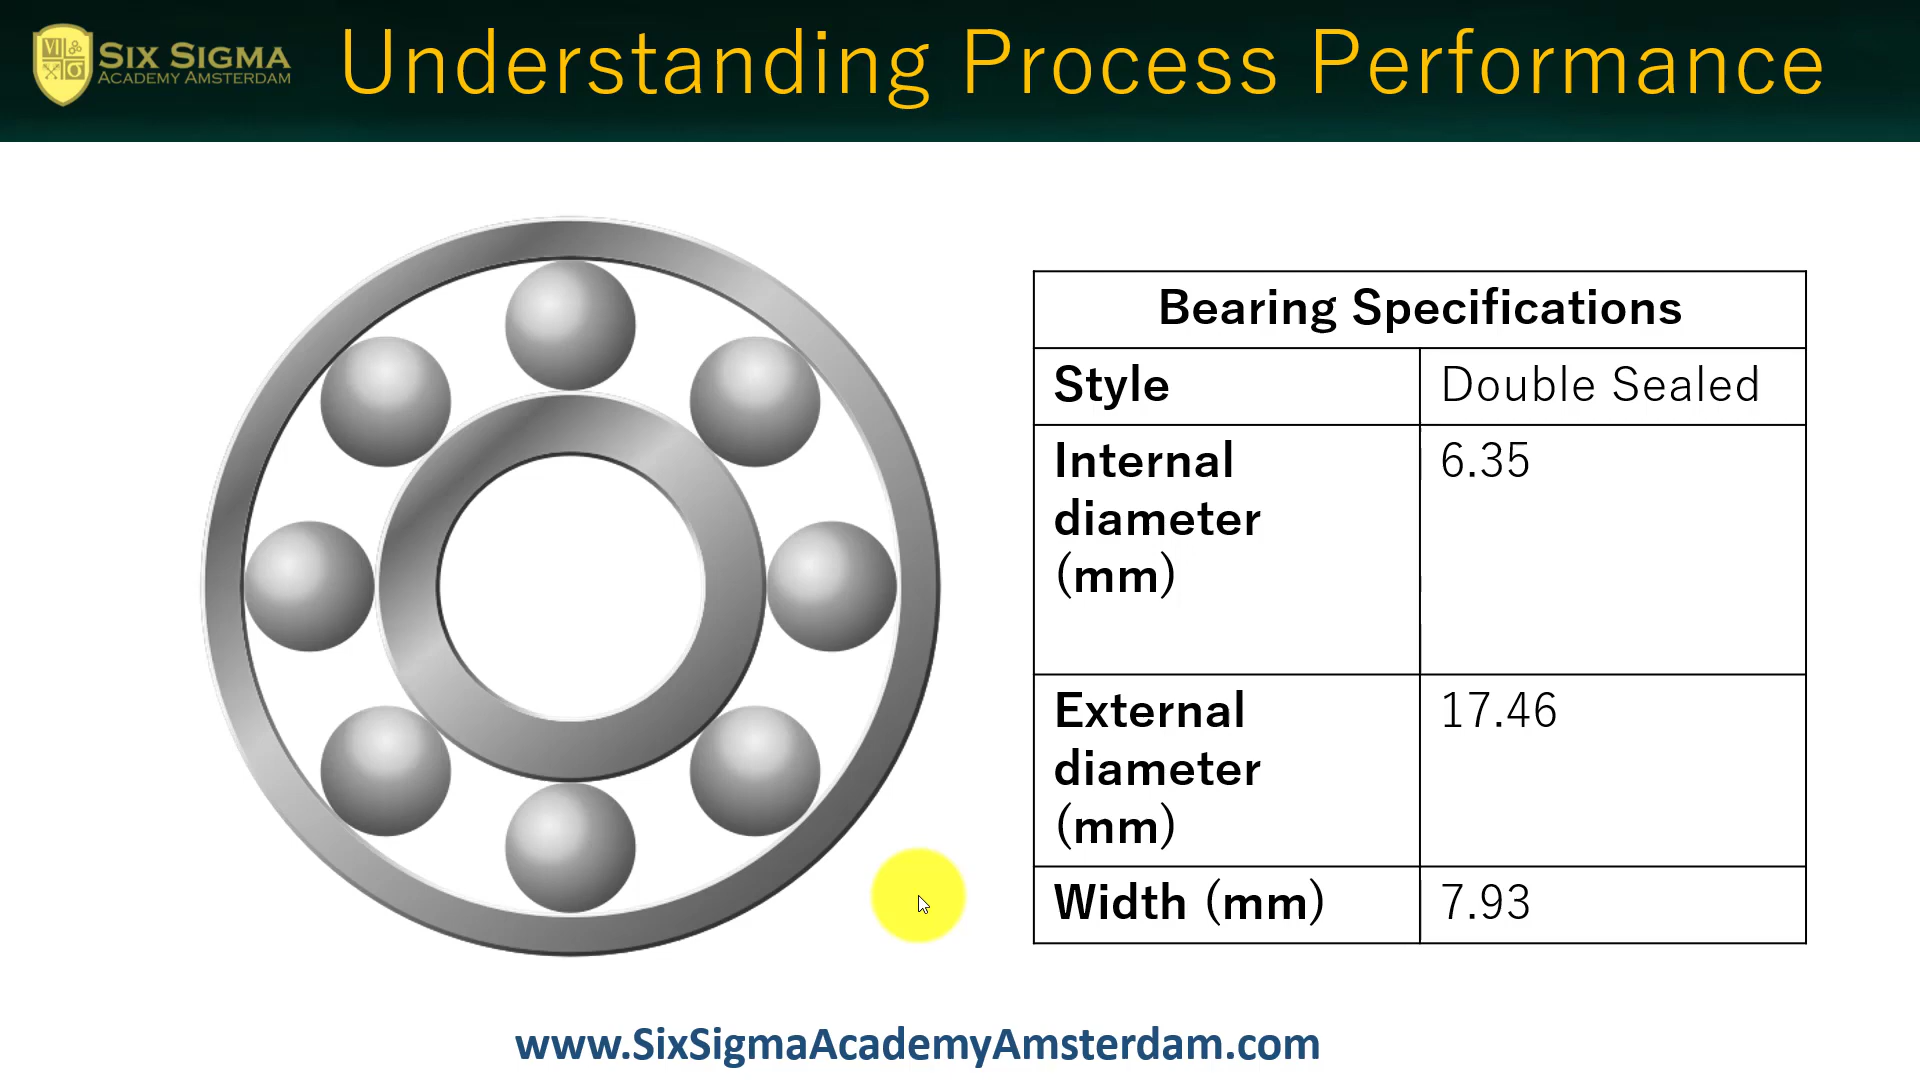 SIX SIGMA
ACADEMY AMSTERDAM
Understanding Process Performance
Bearing Specifications
Style
Double Sealed
Internal
diameter
(mm)
6.35
External
diameter
(mm)
17.46
Width (mm)
7.93
www.SixSigmaAcademyAmsterdam.com